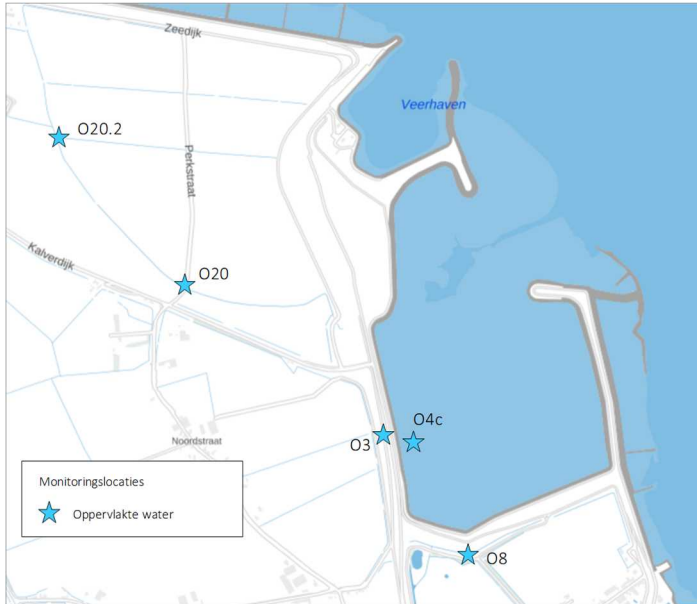 Zeedijk
Veerhaven
O20.2
Perkstraat
Kalverdijk
O20
O4c
O3
Noordstraat
Monitoringslocaties
Oppervlakte water
O8